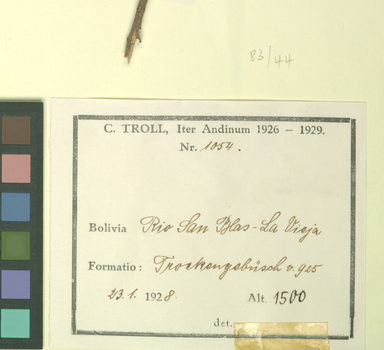 83/44
C. TROLL, Iter Andinum 1926 – 1929.
Nr. 1054.
Bolivia Rio San Blas - La Vieja
Formatio: Trockengebüsch v. 925
23. 1. 1928. Alt. 1500
det.